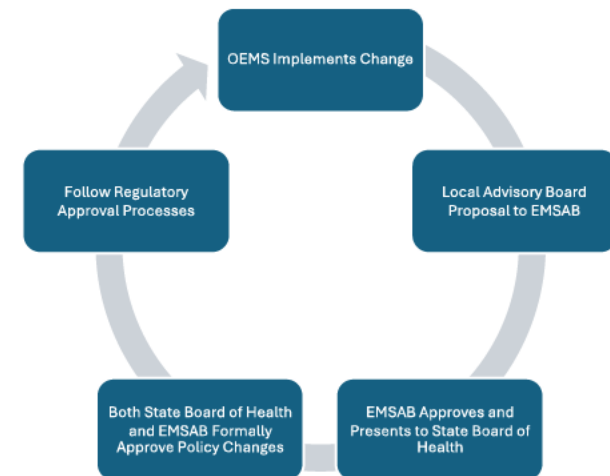 OEMS Implements Change
Local Advisory Board
Proposal to EMSAB
EMSAB Approves and
Presents to State Board of
Health
Both State Board of Health
and EMSAB Formally
Approve Policy Changes
Follow Regulatory
Approval Processes